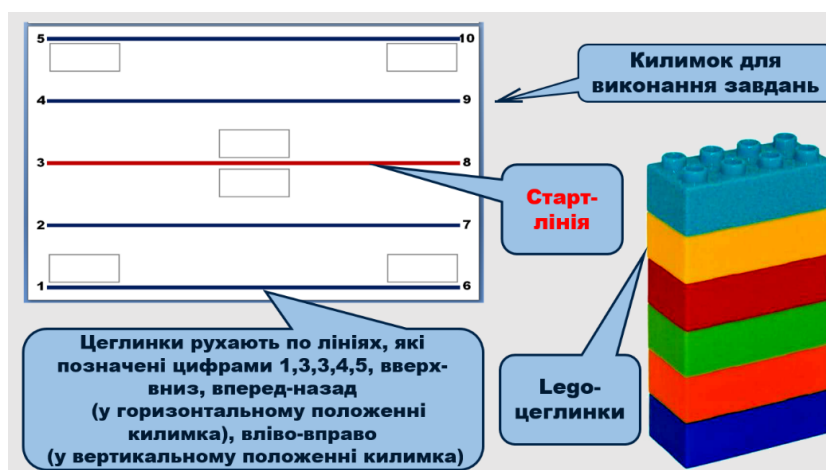 5 10
Килимок для
виконання завдань
4 9
3 8
Старт-
лінія
2 7
1 6
Цеглинки рухають по лініях, які
позначені цифрами 1,3,3,4,5, вверх-
вниз, вперед-назад
(у горизонтальному положенні
килимка), вліво-вправо
(у вертикальному положенні килимка)
Lego-
цеглинки